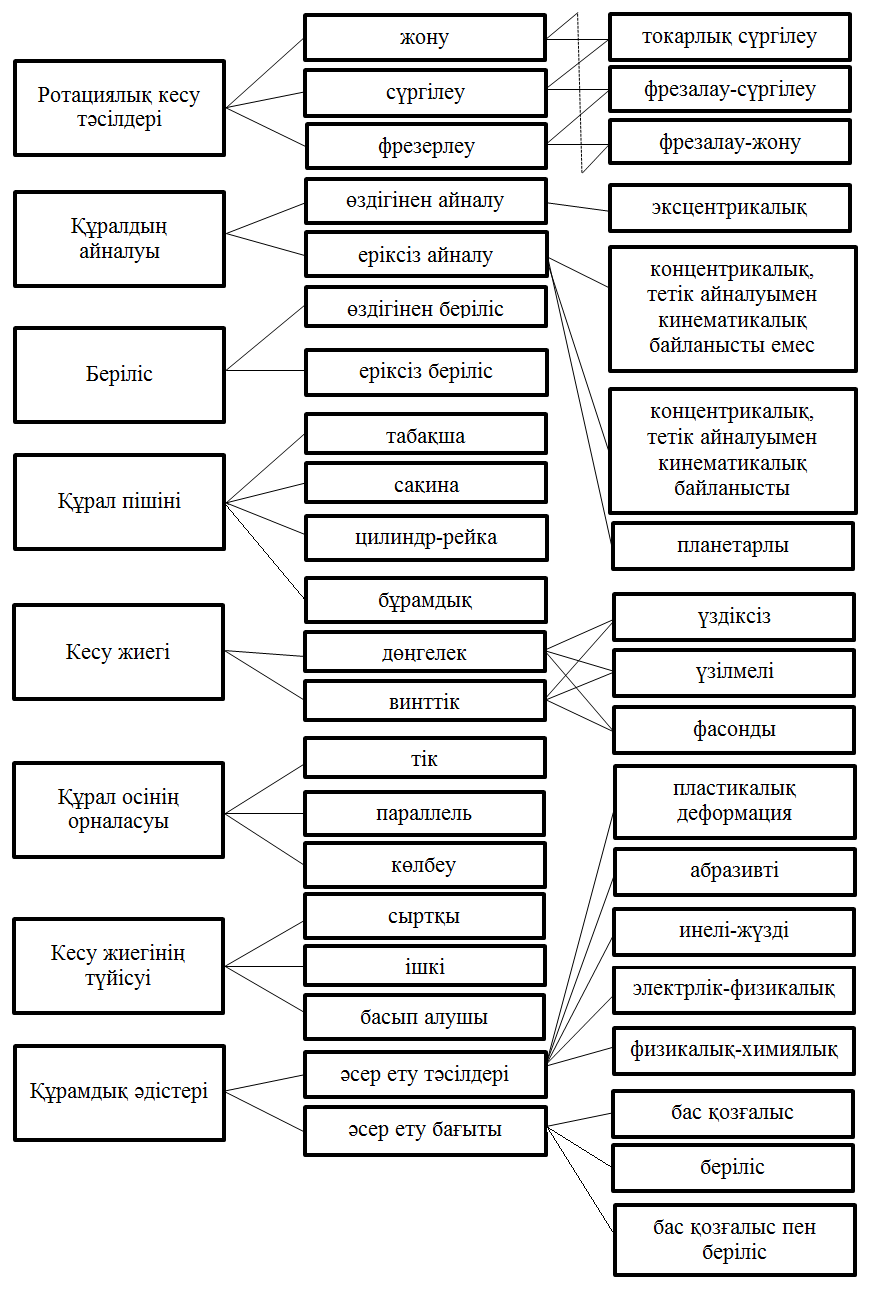 Ротациялық кесу
тәсілдері
жону
сүргілеу
фрезерлеу
токарлық сүргілеу
фрезалау-сүргілеу
фрезалау-жону
Құралдың
айналуы
өздігінен айналу
еріксіз айналу
эксцентрикалық
концентрикалық,
тетік айналуымен
кинематикалық
байланысты емес
концентрикалық,
тетік айналуымен
кинематикалық
байланысты
планетарлы
Беріліс
өздігінен беріліс
еріксіз беріліс
Құрал пішіні
табақша
сақина
цилиндр-рейка
бұрамдық
Кесу жиегі
дөңгелек
винттік
үздіксіз
үзілмелі
фасонды
Құрал осінің
орналасуы
тік
параллель
көлбеу
Кесу жиегінің
түйісуі
сыртқы
ішкі
басып алушы
Құрамдық әдістері
әсер ету тәсілдері
әсер ету бағыты
пластикалық
деформация
абразивті
инелі-жүзді
электрлік-физикалық
физикалық-химиялық
бас қозғалыс
беріліс
бас қозғалыс пен
беріліс